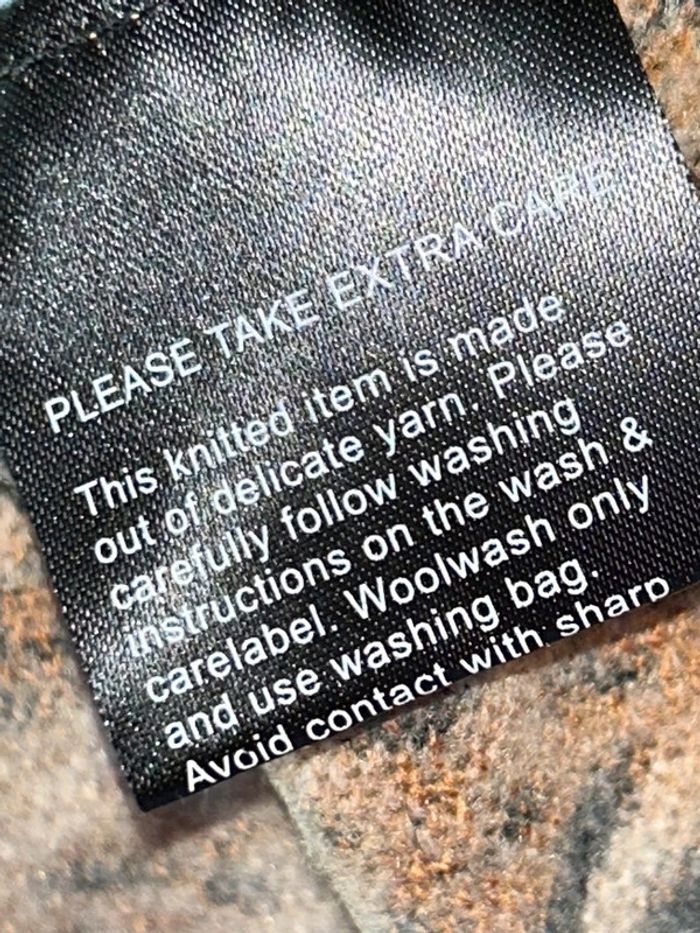 PLEASE TAKE EXTRA CARE
This knitted item is made
out of delicate yarn. Please
carefully follow washing
instructions on the wash &
carelabel. Woolwash only
and use washing bag.
Avoid contact with sharp